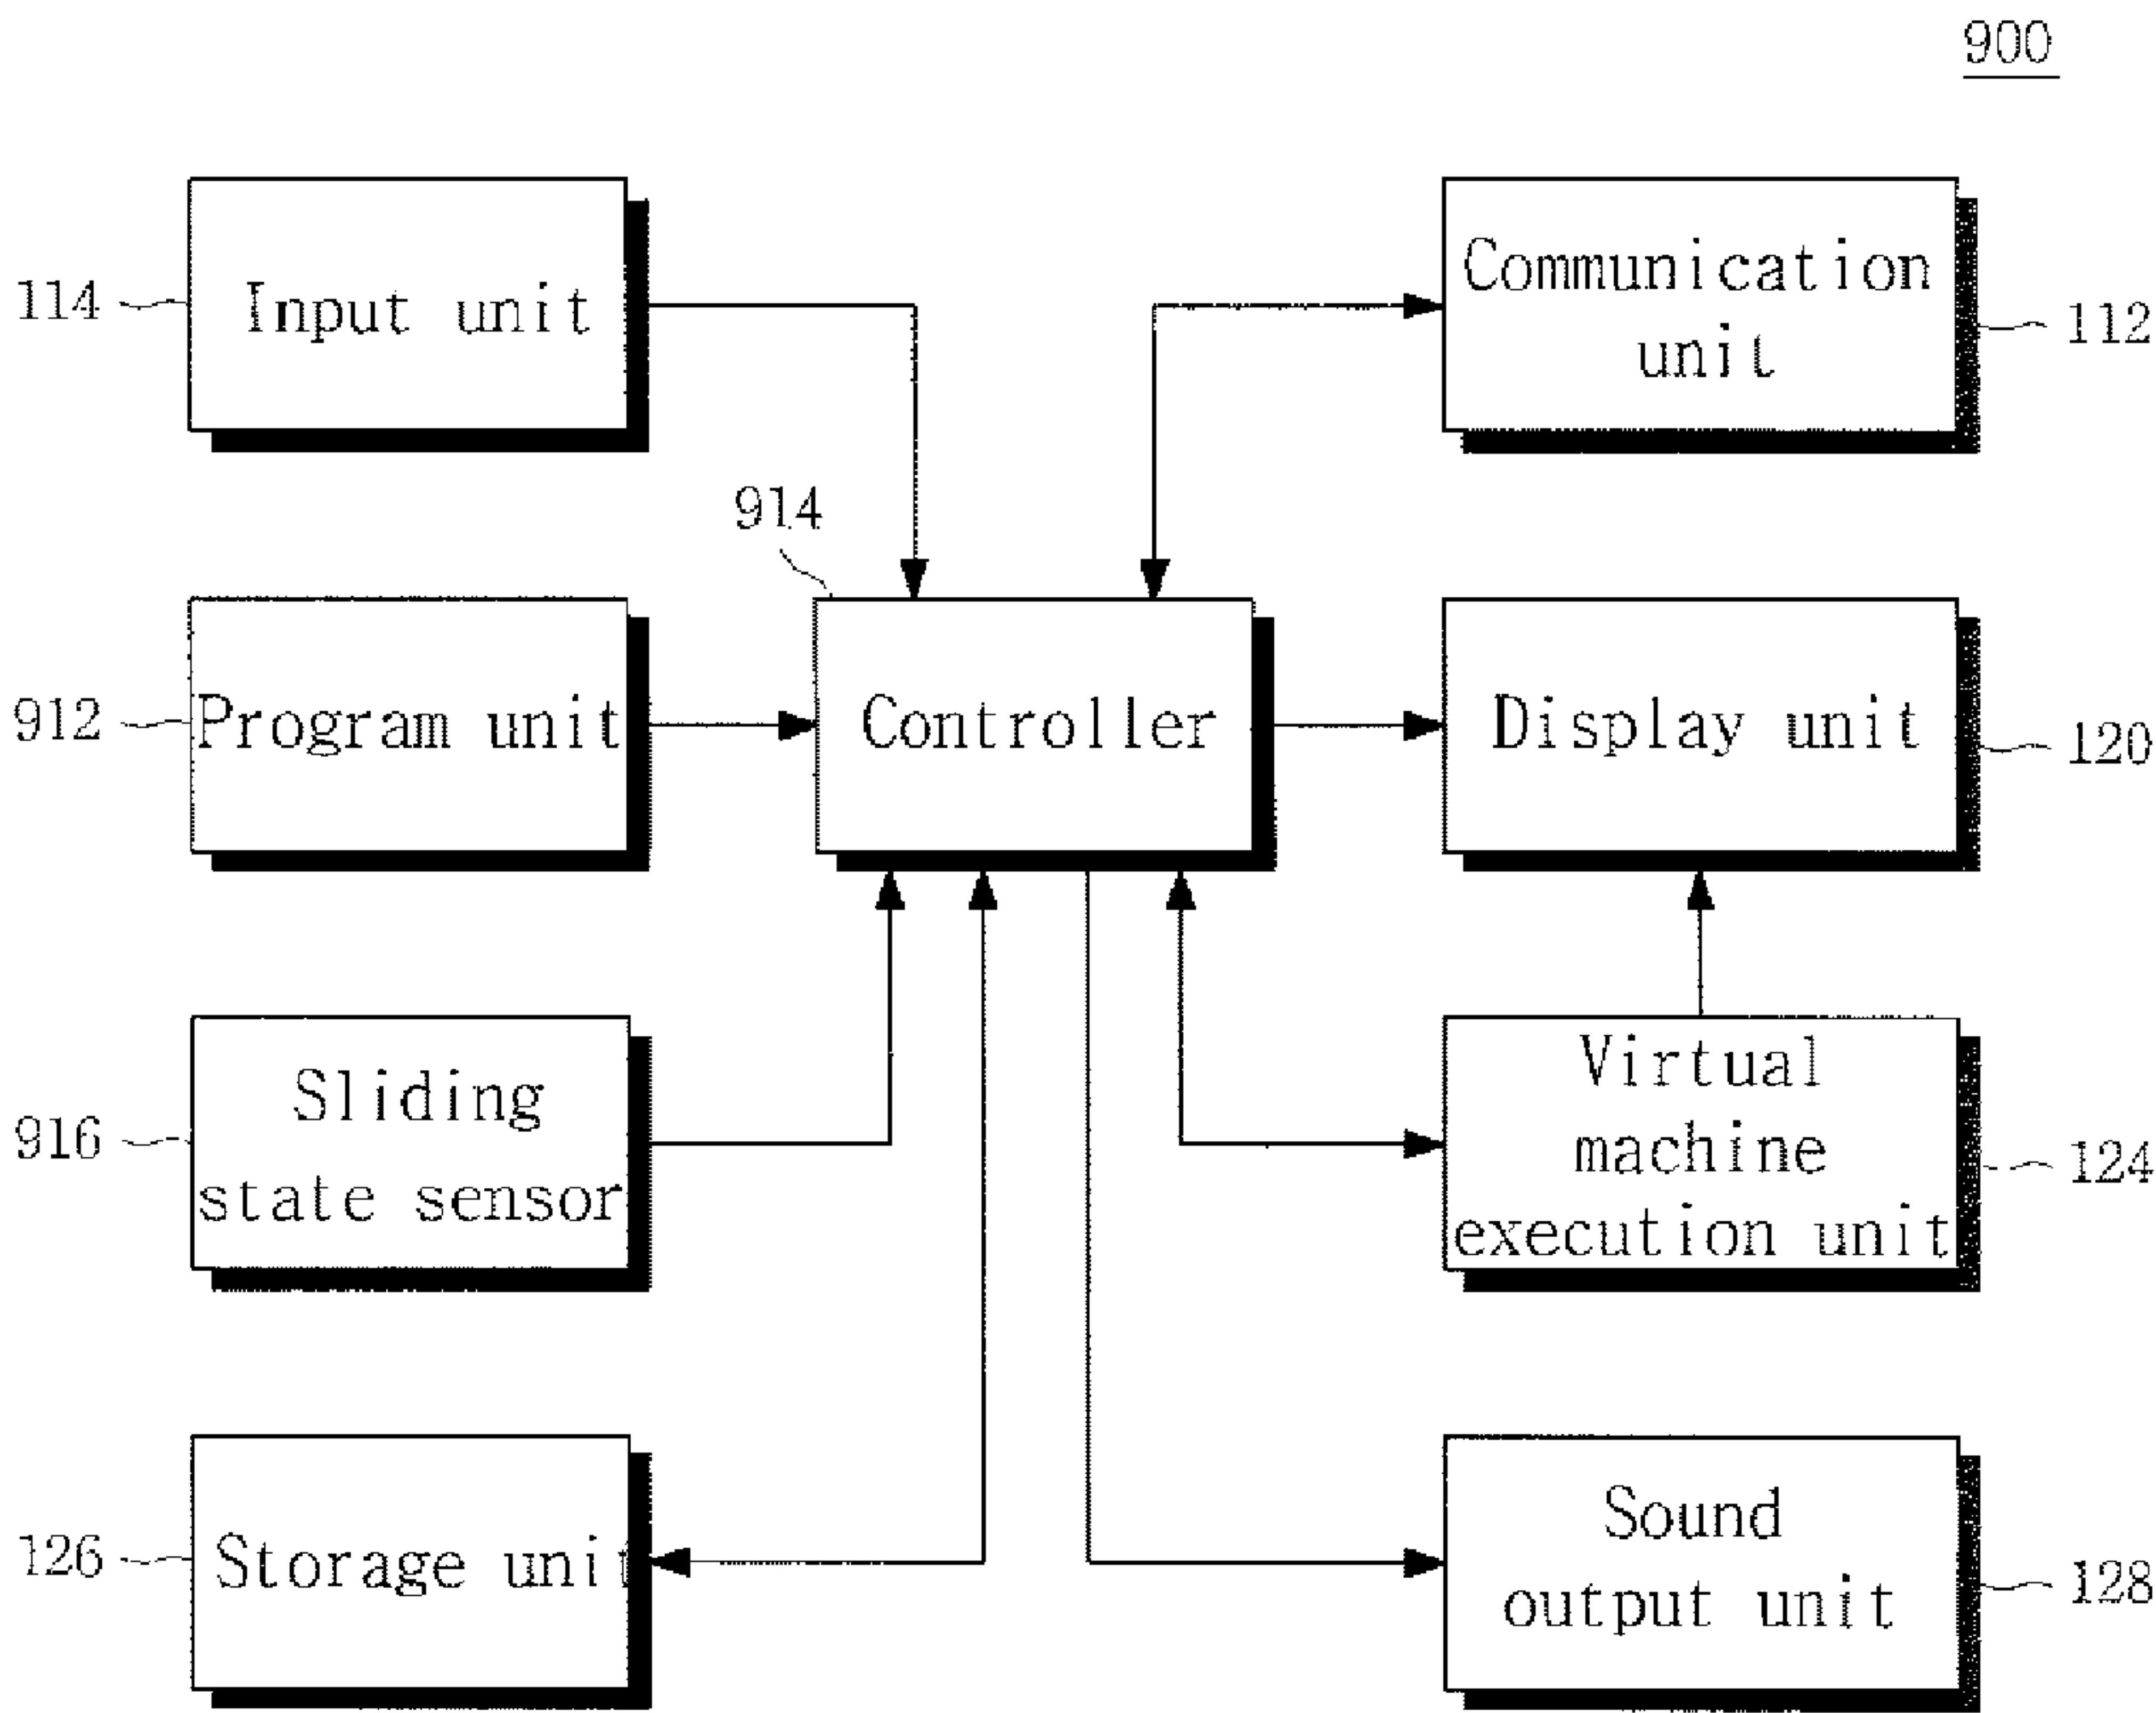 900
114
Input unit
Communication
unit
112
914
912
Program unit
Controller
Display unit
120
916
Sliding
state sensor
Virtual
machine
execution unit
124
126
Storage unit
Sound
output unit
128